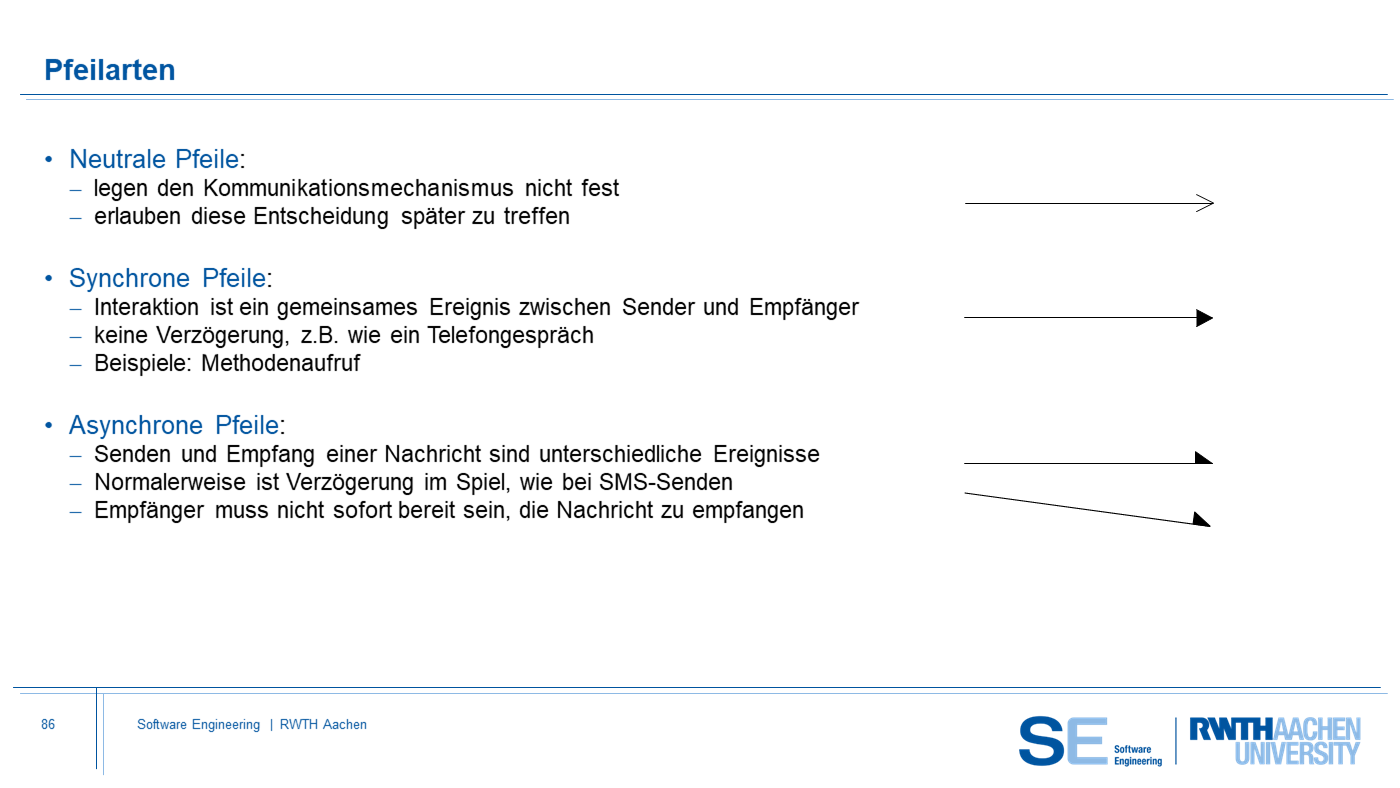 Pfeilarten
• Neutrale Pfeile:
– legen den Kommunikationsmechanismus nicht fest
– erlauben diese Entscheidung später zu treffen
• Synchrone Pfeile:
– Interaktion ist ein gemeinsames Ereignis zwischen Sender und Empfänger
– keine Verzögerung, z.B. wie ein Telefongespräch
– Beispiele: Methodenaufruf
• Asynchrone Pfeile:
– Senden und Empfang einer Nachricht sind unterschiedliche Ereignisse
– Normalerweise ist Verzögerung im Spiel, wie bei SMS-Senden
– Empfänger muss nicht sofort bereit sein, die Nachricht zu empfangen
86
Software Engineering | RWTH Aachen
SE Software
Engineering
RWTHAACHEN
UNIVERSITY